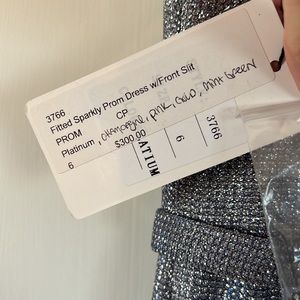 3766
Fitted Sparkly Prom Dress w/Front Slit
PROM CP
Platinum, champagne, pink, gold, mint green
6 $300.00
ATIUM
6
3766